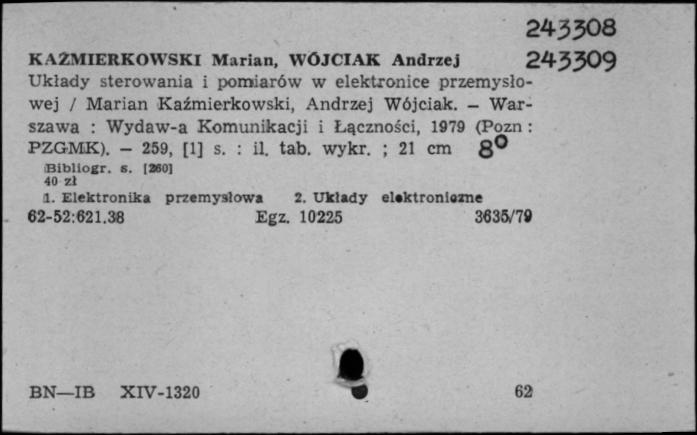 243308
KAŹMIERKOWSKI Marian, WÓJCIAK Andrzej 243309
Układy sterowania i pomiarów w elektronice przemysło-
wej / Marian Kaźmierkowski, Andrzej Wójciak. — War-
szawa : Wydaw-a Komunikacji i Łączności, 1979 (Pozn :
PZGMiK). — 259, [1] s. : il. tab. wykr. ; 21 cm 8⁰
Bibliogr. s. [260]
40 zł
1. Elektronika przemysłowa 2. Układy elektroniczne
62-52:621.38 Egz. 10225 3635/79
BN—IB XIV-1320 62